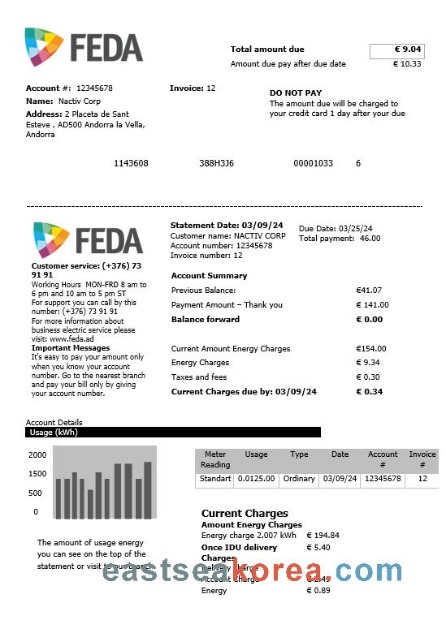 FEDA
Total amount due € 9.04
Amount due pay after due date € 10.33
Account #: 12345678 Invoice: 12
Name: Nactiv Corp
Address: 2 Placeta de Sant
Esteve , AD500 Andorra la Vella,
Andorra
DO NOT PAY
The amount due will be charged to
your credit card 1 day after your due
1143608 388H3J6 00001033 6
FEDA
Customer service: (+376) 73
91 91
Working Hours MON-FRD 8 am to
6 pm and 10 am to 5 pm ST
For support you can call by this
number: (+376) 73 91 91
For more information about
business electric service please
visit: www.feda.ad
Important Messages
It's easy to pay your amount only
when you know your account
number. Go to the nearest branch
and pay your bill only by giving
your account number.
Statement Date: 03/09/24
Customer name: NACTIV CORP
Account number: 12345678
Invoice number: 12
Due Date: 03/25/24
Total payment: 46.00
Account Summary
Previous Balance: €41.07
Payment Amount – Thank you € 141.00
Balance forward € 0.00
Current Amount Energy Charges €154.00
Energy Charges € 9.34
Taxes and fees € 0.30
Current Charges due by: 03/09/24 € 0.34
Account Details
Usage (kWh)
2000
1500
500
0
The amount of usage energy
you can see on the top of the
statement or visit to our branch.
Meter Reading Usage Type Date Account # Invoice #
Standart 0.0125.00 Ordinary 03/09/24 12345678 12
Current Charges
Amount Energy Charges
Energy charge 2.007 kWh € 194.84
Once IDU delivery € 5.40
Charges
Delivery charge
Account Charge € 2.49
Energy € 0.89
eastseakorea.com